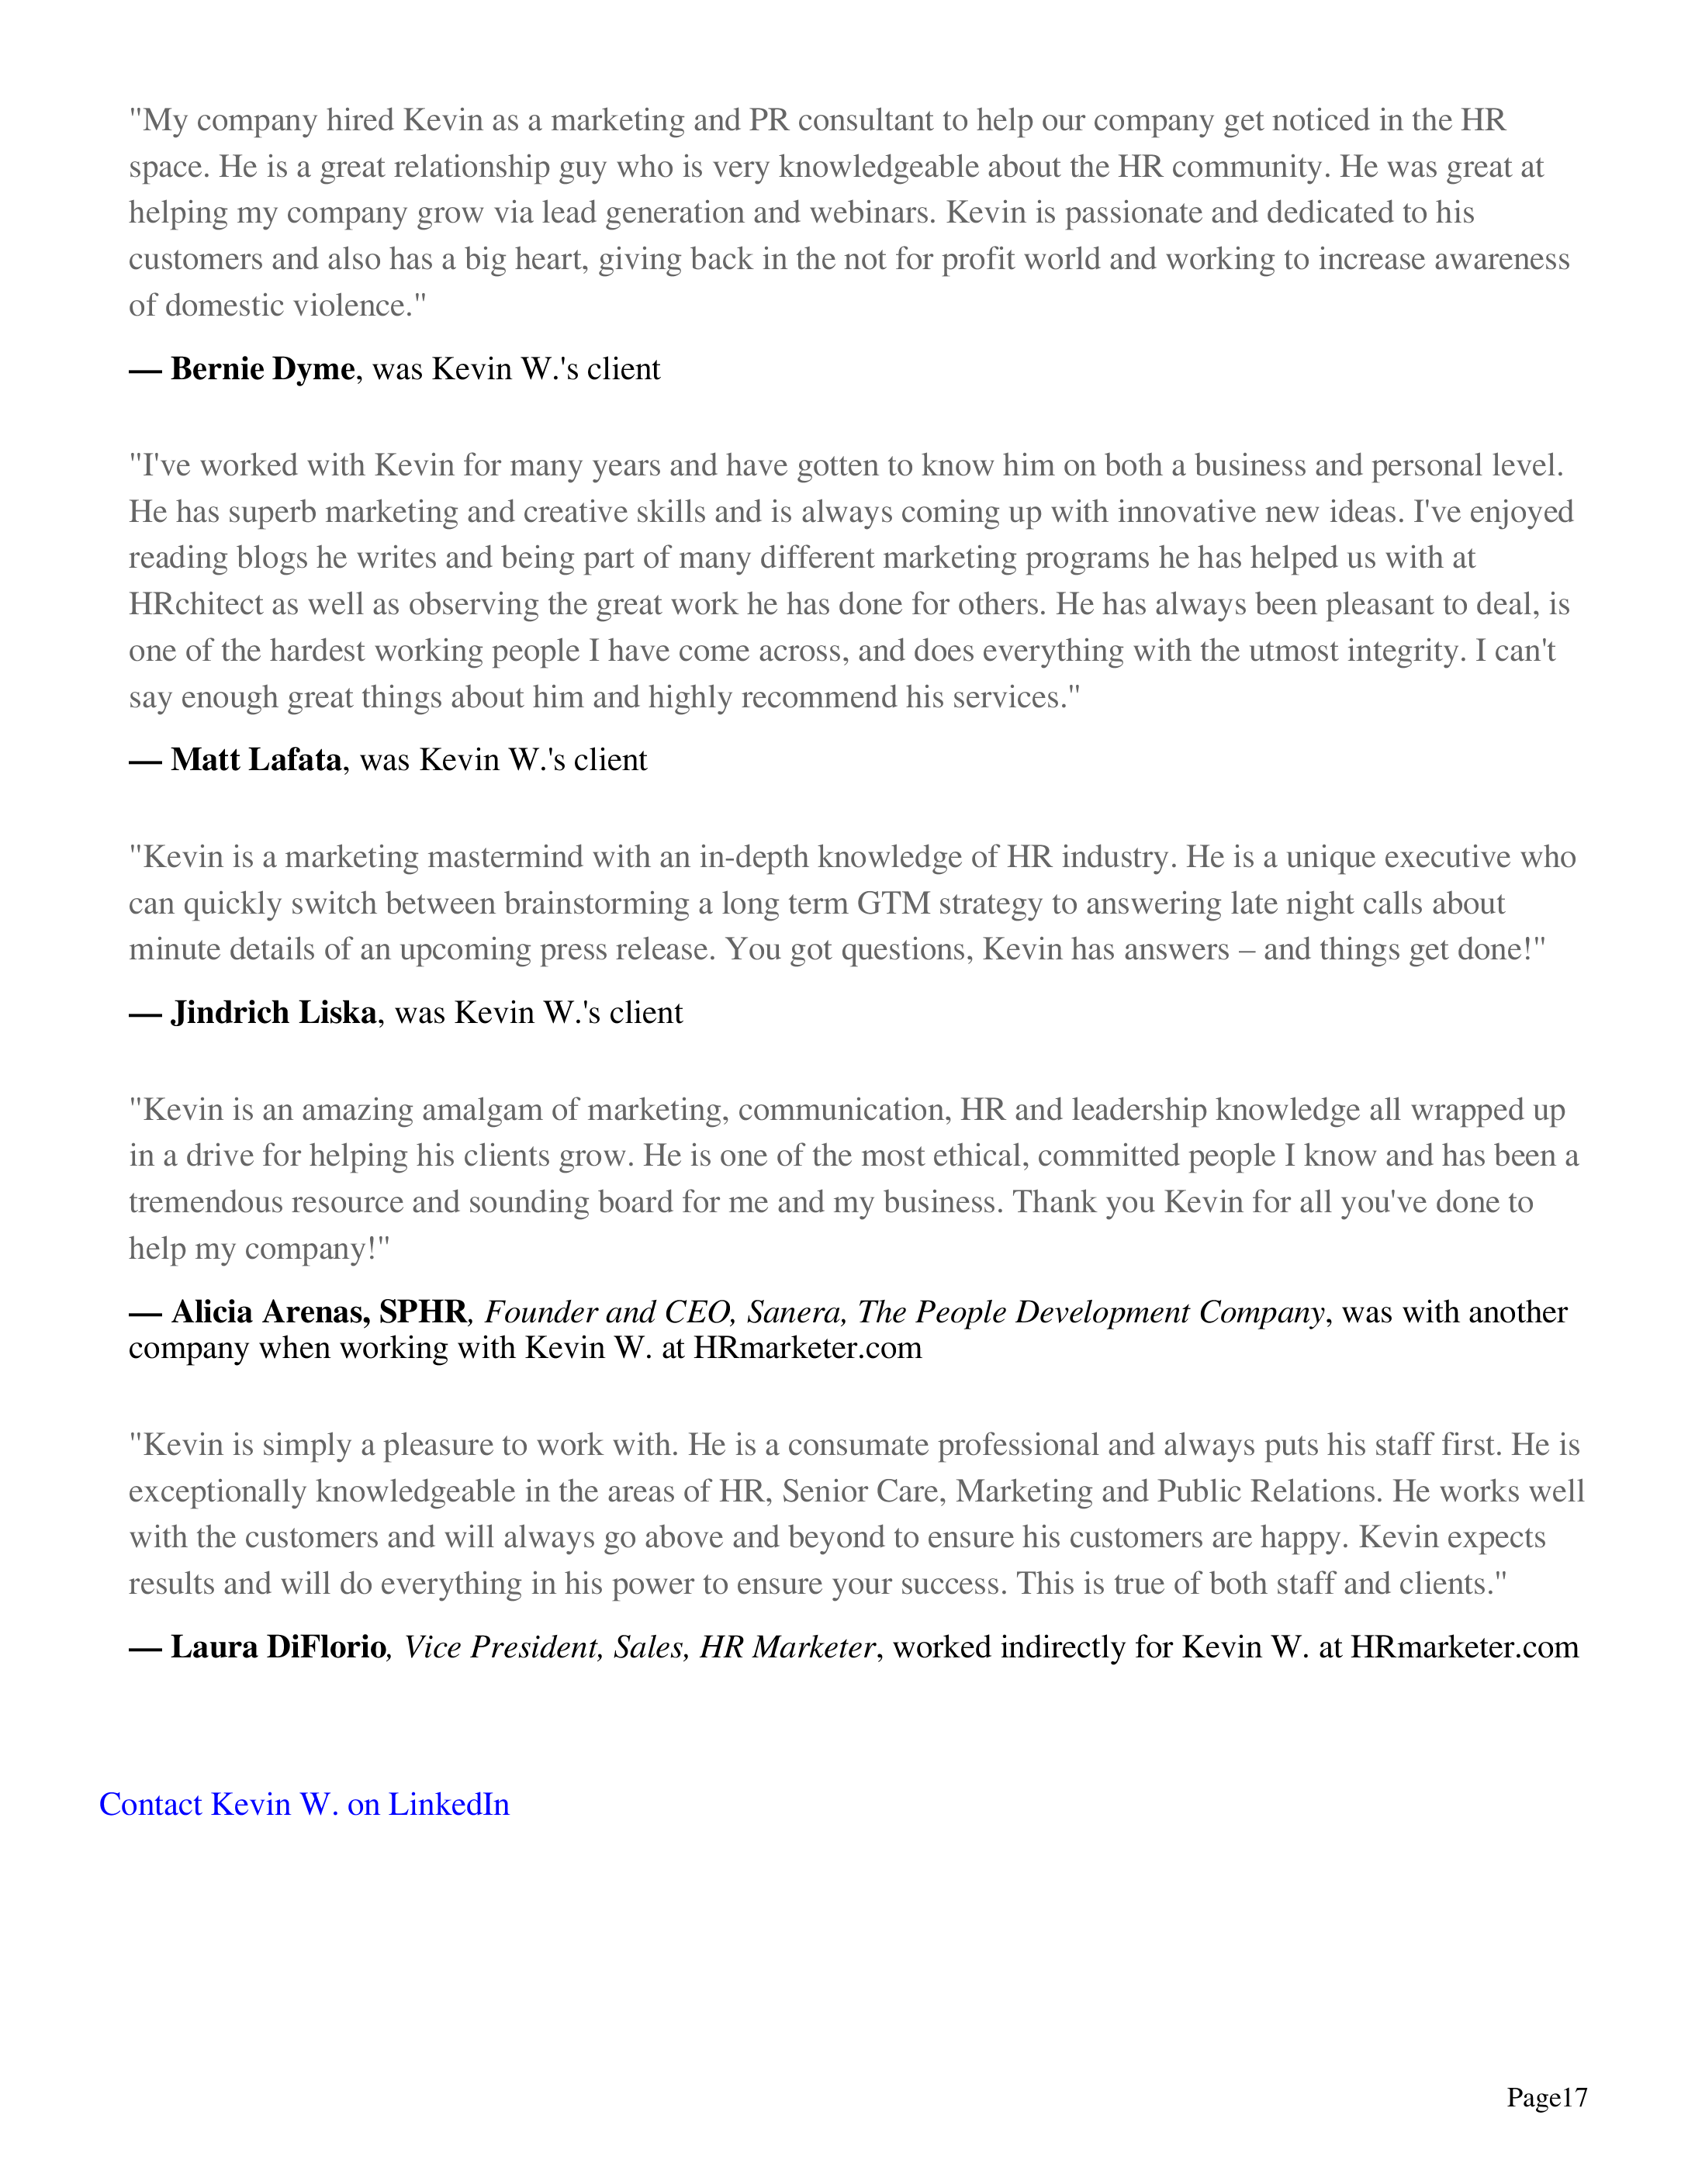 "My company hired Kevin as a marketing and PR consultant to help our company get noticed in the HR
space. He is a great relationship guy who is very knowledgeable about the HR community. He was great at
helping my company grow via lead generation and webinars. Kevin is passionate and dedicated to his
customers and also has a big heart, giving back in the not for profit world and working to increase awareness
of domestic violence."
— Bernie Dyme, was Kevin W.'s client
"I've worked with Kevin for many years and have gotten to know him on both a business and personal level.
He has superb marketing and creative skills and is always coming up with innovative new ideas. I've enjoyed
reading blogs he writes and being part of many different marketing programs he has helped us with at
HRchitect as well as observing the great work he has done for others. He has always been pleasant to deal, is
one of the hardest working people I have come across, and does everything with the utmost integrity. I can't
say enough great things about him and highly recommend his services."
— Matt Lafata, was Kevin W.'s client
"Kevin is a marketing mastermind with an in-depth knowledge of HR industry. He is a unique executive who
can quickly switch between brainstorming a long term GTM strategy to answering late night calls about
minute details of an upcoming press release. You got questions, Kevin has answers – and things get done!"
— Jindrich Liska, was Kevin W.'s client
"Kevin is an amazing amalgam of marketing, communication, HR and leadership knowledge all wrapped up
in a drive for helping his clients grow. He is one of the most ethical, committed people I know and has been a
tremendous resource and sounding board for me and my business. Thank you Kevin for all you've done to
help my company!"
— Alicia Arenas, SPHR, Founder and CEO, Sanera, The People Development Company, was with another
company when working with Kevin W. at HRmarketer.com
"Kevin is simply a pleasure to work with. He is a consumate professional and always puts his staff first. He is
exceptionally knowledgeable in the areas of HR, Senior Care, Marketing and Public Relations. He works well
with the customers and will always go above and beyond to ensure his customers are happy. Kevin expects
results and will do everything in his power to ensure your success. This is true of both staff and clients."
— Laura DiFlorio, Vice President, Sales, HR Marketer, worked indirectly for Kevin W. at HRmarketer.com
Contact Kevin W. on LinkedIn
Page17